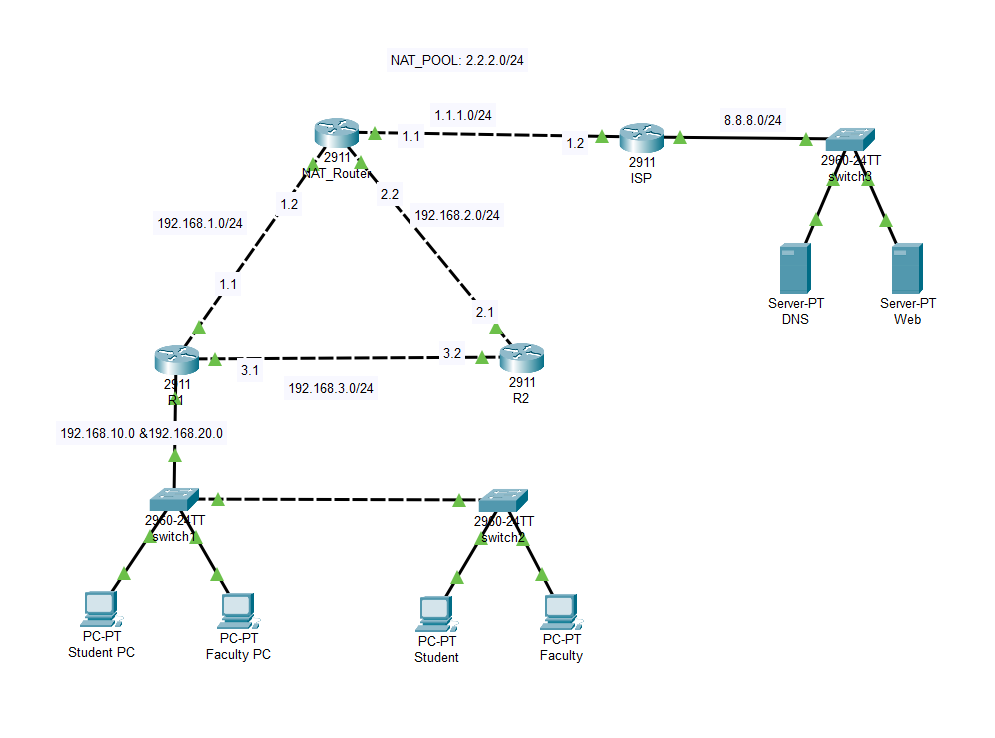 NAT_POOL: 2.2.2.0/24
1.1.1.0/24
8.8.8.0/24
1.1
1.2
2911
NAT_Router
2911
ISP
2960-24TT
switch3
1.2
2.2
192.168.1.0/24
192.168.2.0/24
1.1
2.1
Server-PT
DNS
Server-PT
Web
3.1
3.2
192.168.3.0/24
2911
R1
2911
R2
192.168.10.0 &192.168.20.0
2960-24TT
switch1
2960-24TT
switch2
PC-PT
Student PC
PC-PT
Faculty PC
PC-PT
Student
PC-PT
Faculty